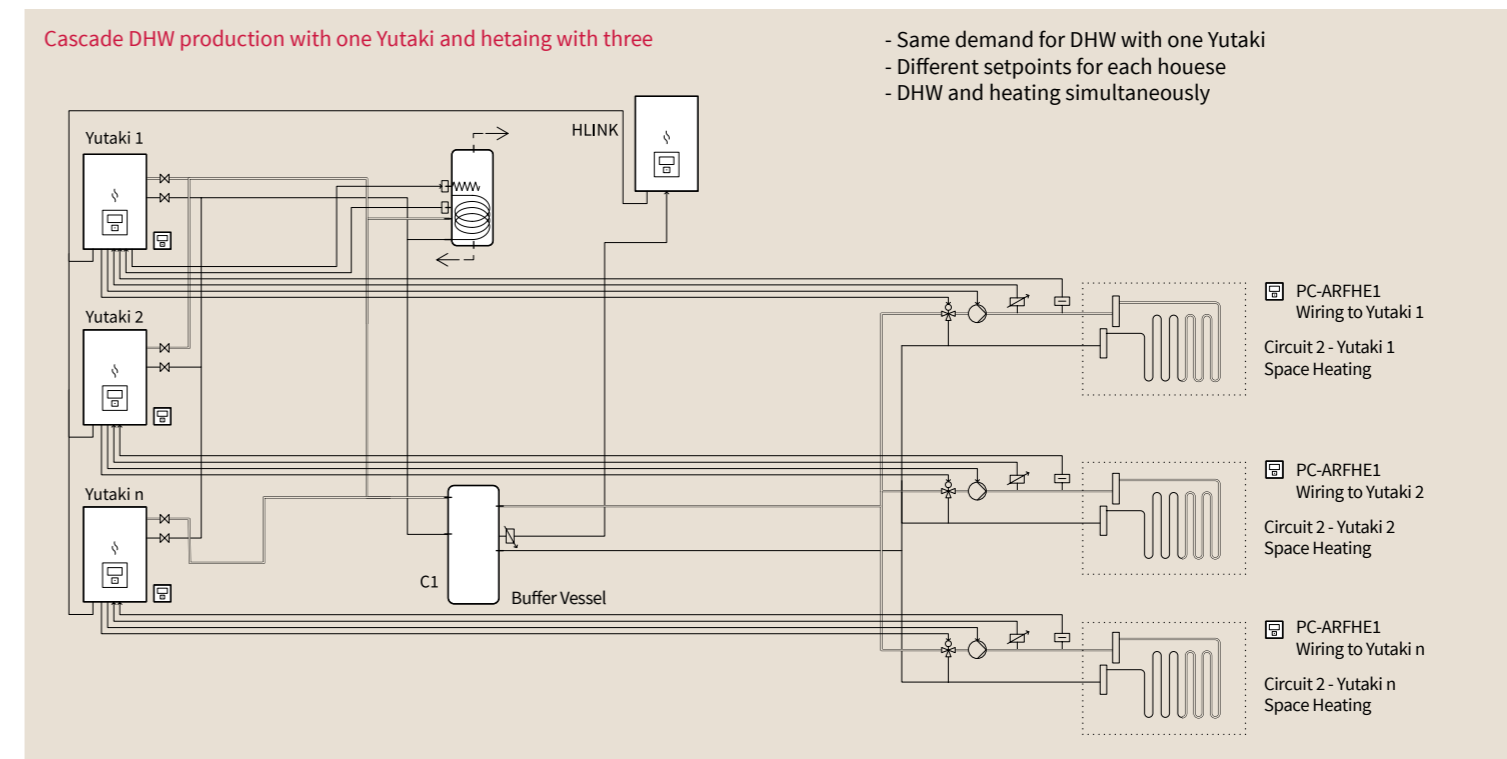 Cascade DHW production with one Yutaki and hetaing with three
- Same demand for DHW with one Yutaki
- Different setpoints for each houese
- DHW and heating simultaneously
HLINK
Yutaki 1
Yutaki 2
Yutaki n
C1
Buffer Vessel
PC-ARFHE1
Wiring to Yutaki 1
Circuit 2 - Yutaki 1
Space Heating
PC-ARFHE1
Wiring to Yutaki 2
Circuit 2 - Yutaki 2
Space Heating
PC-ARFHE1
Wiring to Yutaki n
Circuit 2 - Yutaki n
Space Heating